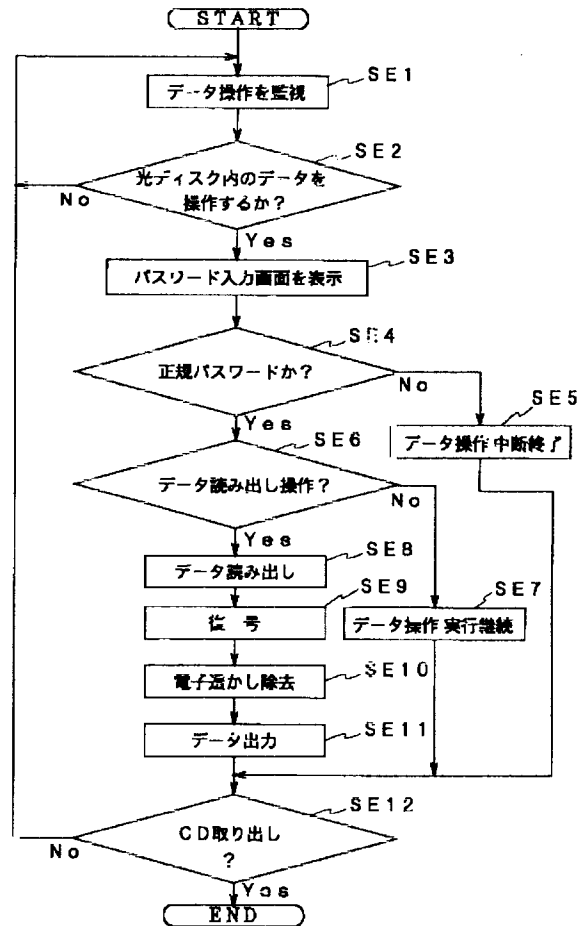 START
SE1
データ操作を監視
SE2
光ディスク内のデータを
操作するか？
No
Yes
SE3
パスワード入力画面を表示
SE4
正規パスワードか？
No
Yes
SE5
データ操作中断終了
SE6
データ読み出し操作？
No
Yes
SE8
データ読み出し
SE9
復 号
SE7
データ操作実行継続
SE10
電子透かし除去
SE11
データ出力
SE12
CD取り出し
？
No
Yes
END